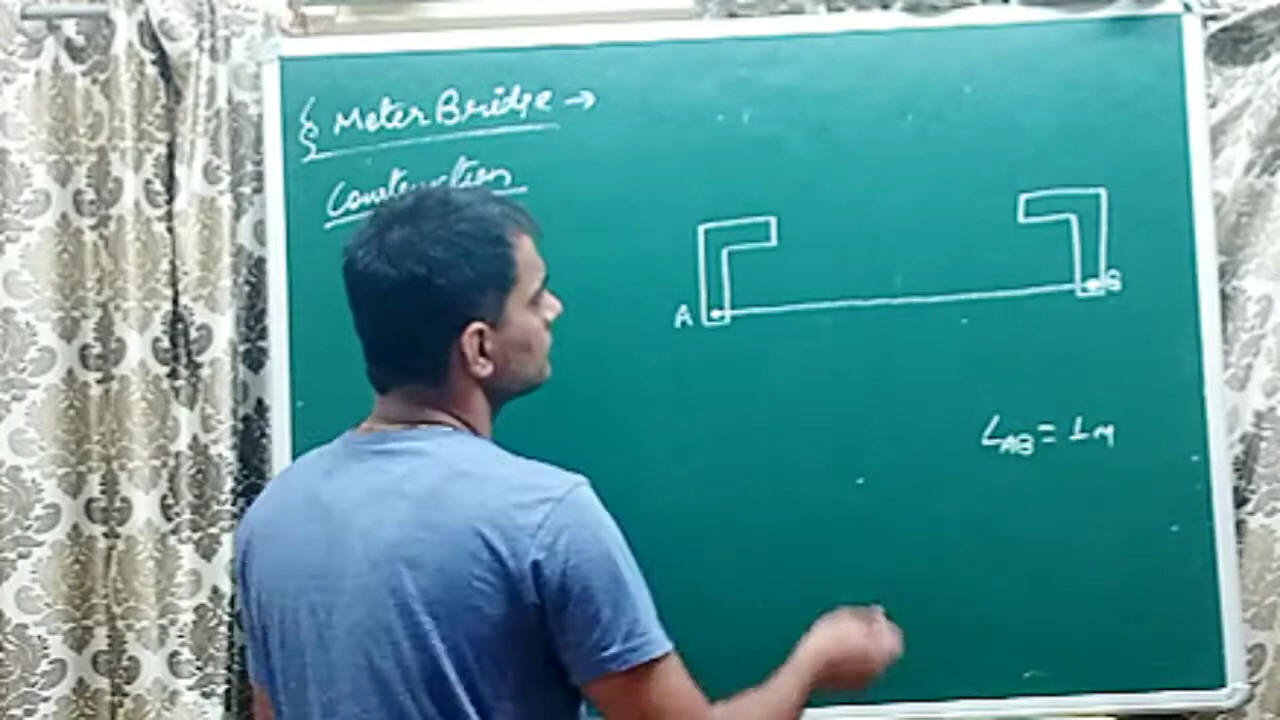 § Meter Bridge →
Construction
A
B
L_AB = 1 M